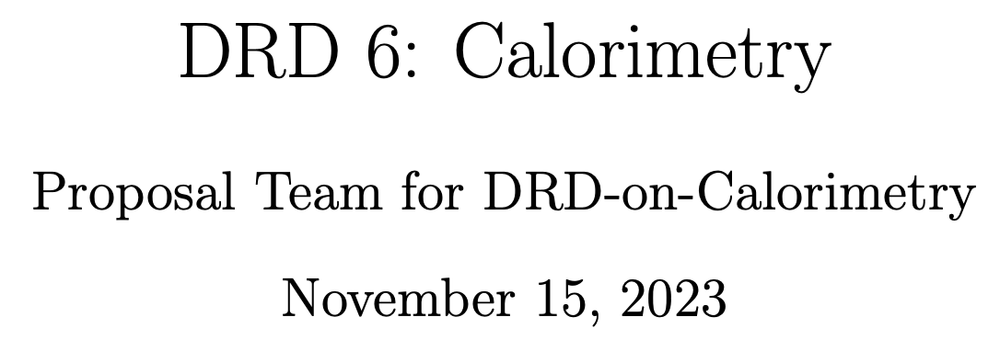 DRD 6: Calorimetry
Proposal Team for DRD-on-Calorimetry
November 15, 2023